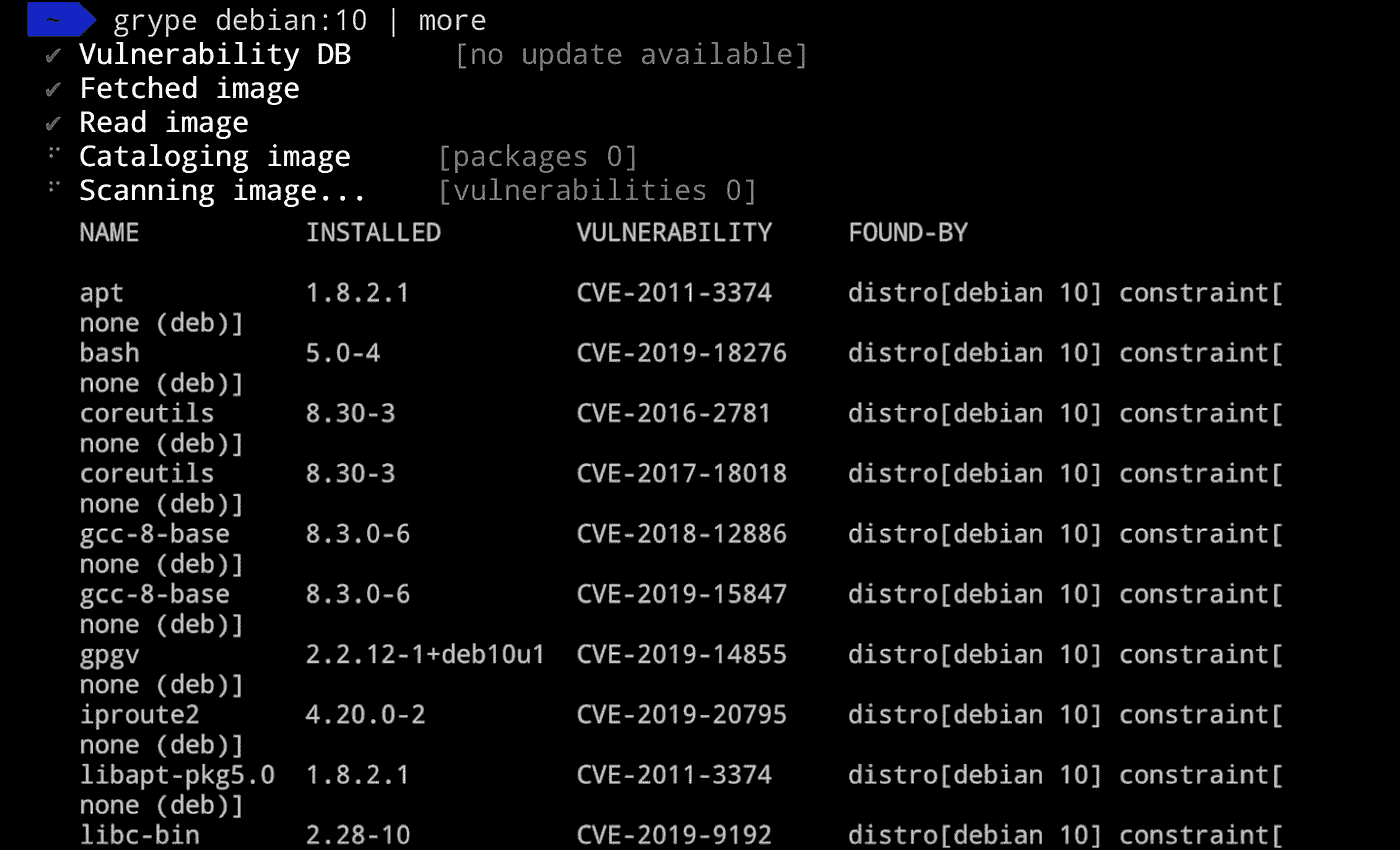 ~ grype debian:10 | more
✔ Vulnerability DB [no update available]
✔ Fetched image
✔ Read image
Cataloging image [packages 0]
Scanning image... [vulnerabilities 0]
NAME INSTALLED VULNERABILITY FOUND-BY
apt 1.8.2.1 CVE-2011-3374 distro[debian 10] constraint[
none (deb)]
bash 5.0-4 CVE-2019-18276 distro[debian 10] constraint[
none (deb)]
coreutils 8.30-3 CVE-2016-2781 distro[debian 10] constraint[
none (deb)]
coreutils 8.30-3 CVE-2017-18018 distro[debian 10] constraint[
none (deb)]
gcc-8-base 8.3.0-6 CVE-2018-12886 distro[debian 10] constraint[
none (deb)]
gcc-8-base 8.3.0-6 CVE-2019-15847 distro[debian 10] constraint[
none (deb)]
gpgv 2.2.12-1+deb10u1 CVE-2019-14855 distro[debian 10] constraint[
none (deb)]
iproute2 4.20.0-2 CVE-2019-20795 distro[debian 10] constraint[
none (deb)]
libapt-pkg5.0 1.8.2.1 CVE-2011-3374 distro[debian 10] constraint[
none (deb)]
libc-bin 2.28-10 CVE-2019-9192 distro[debian 10] constraint[